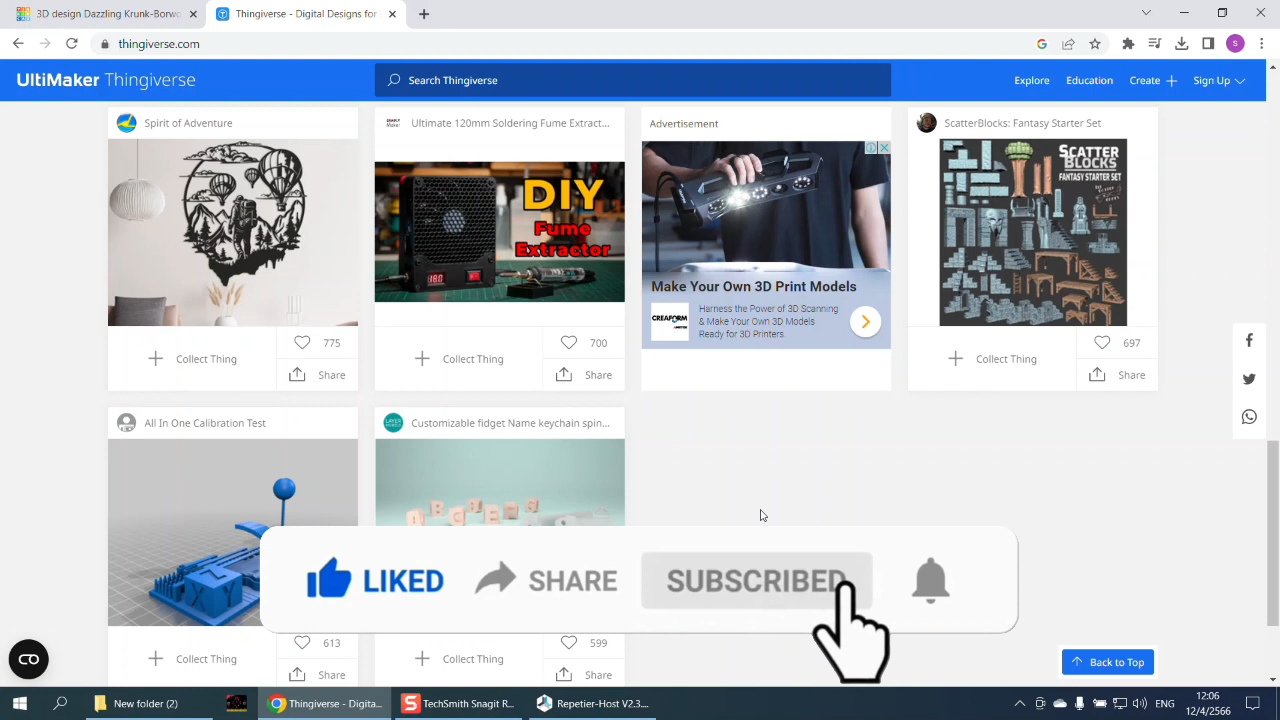 3D design Dazzling Krunk-Borw
Thingiverse - Digital Designs for
thingiverse.com
S
UltiMaker Thingiverse
Search Thingiverse
Explore
Education
Create
Sign Up
Spirit of Adventure
Ultimate 120mm Soldering Fume Extract...
Advertisement
ScatterBlocks: Fantasy Starter Set
DIY
Fume
Extractor
18.0
Make Your Own 3D Print Models
CREAFORM
Harness the Power of 3D Scanning
& Make Your Own 3D Models
Ready for 3D Printers.
SCATTER
BLOCKS
FANTASY STARTER SET
Collect Thing
775
Share
Collect Thing
700
Share
Collect Thing
697
Share
All In One Calibration Test
Customizable fidget Name keychain spin...
LIKED
SHARE
SUBSCRIBED
Collect Thing
613
Share
Collect Thing
599
Share
Back to Top
New folder (2)
Thingiverse - Digita...
TechSmith Snagit R...
Repetier-Host V2.3....
12:06
12/4/2566